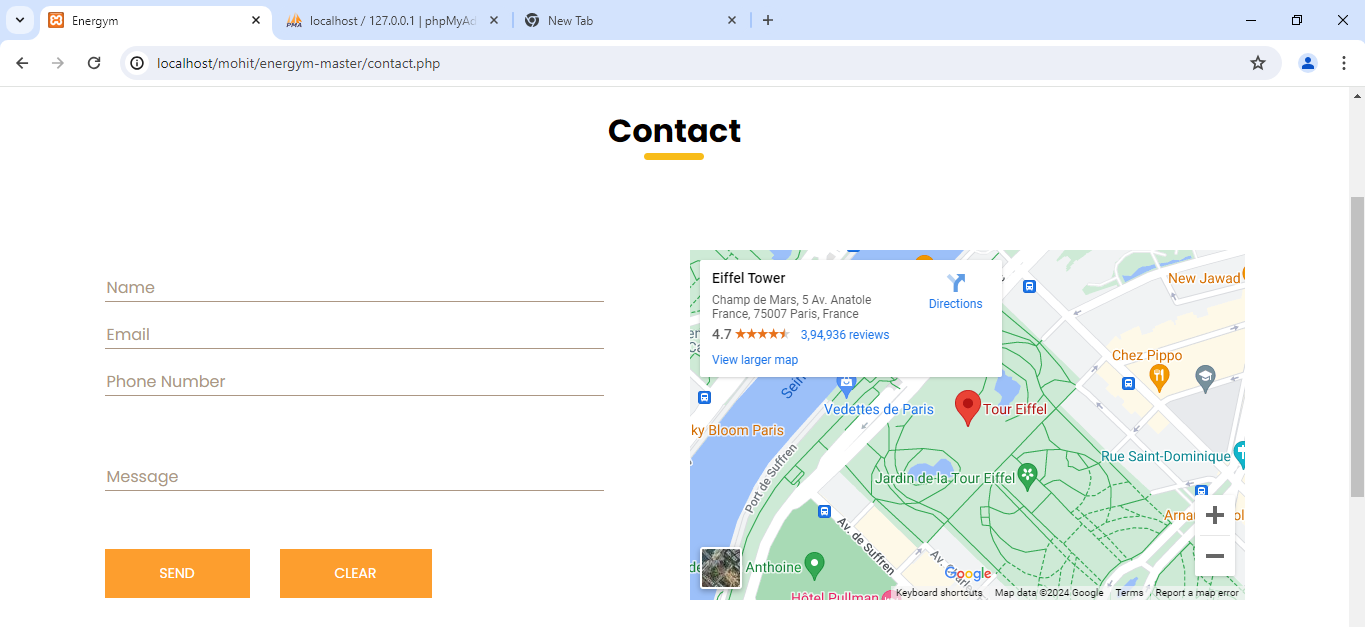 Energym
localhost / 127.0.0.1 | phpMyAd
New Tab
localhost/mohit/energym-master/contact.php
Contact
Name
Email
Phone Number
Message
SEND
CLEAR
Eiffel Tower
Champ de Mars, 5 Av. Anatole
France, 75007 Paris, France
4.7
3,94,936 reviews
View larger map
Directions
New Jawad
Chez Pippo
Sein
Vedettes de Paris
Tour Eiffel
ky Bloom Paris
Rue Saint-Dominique
Port de Suffren
Jardin de la Tour Eiffel
Av. de Suffren
Anthoine
Hôtel Pullman
Google
Keyboard shortcuts
Map data ©2024 Google
Terms
Report a map error